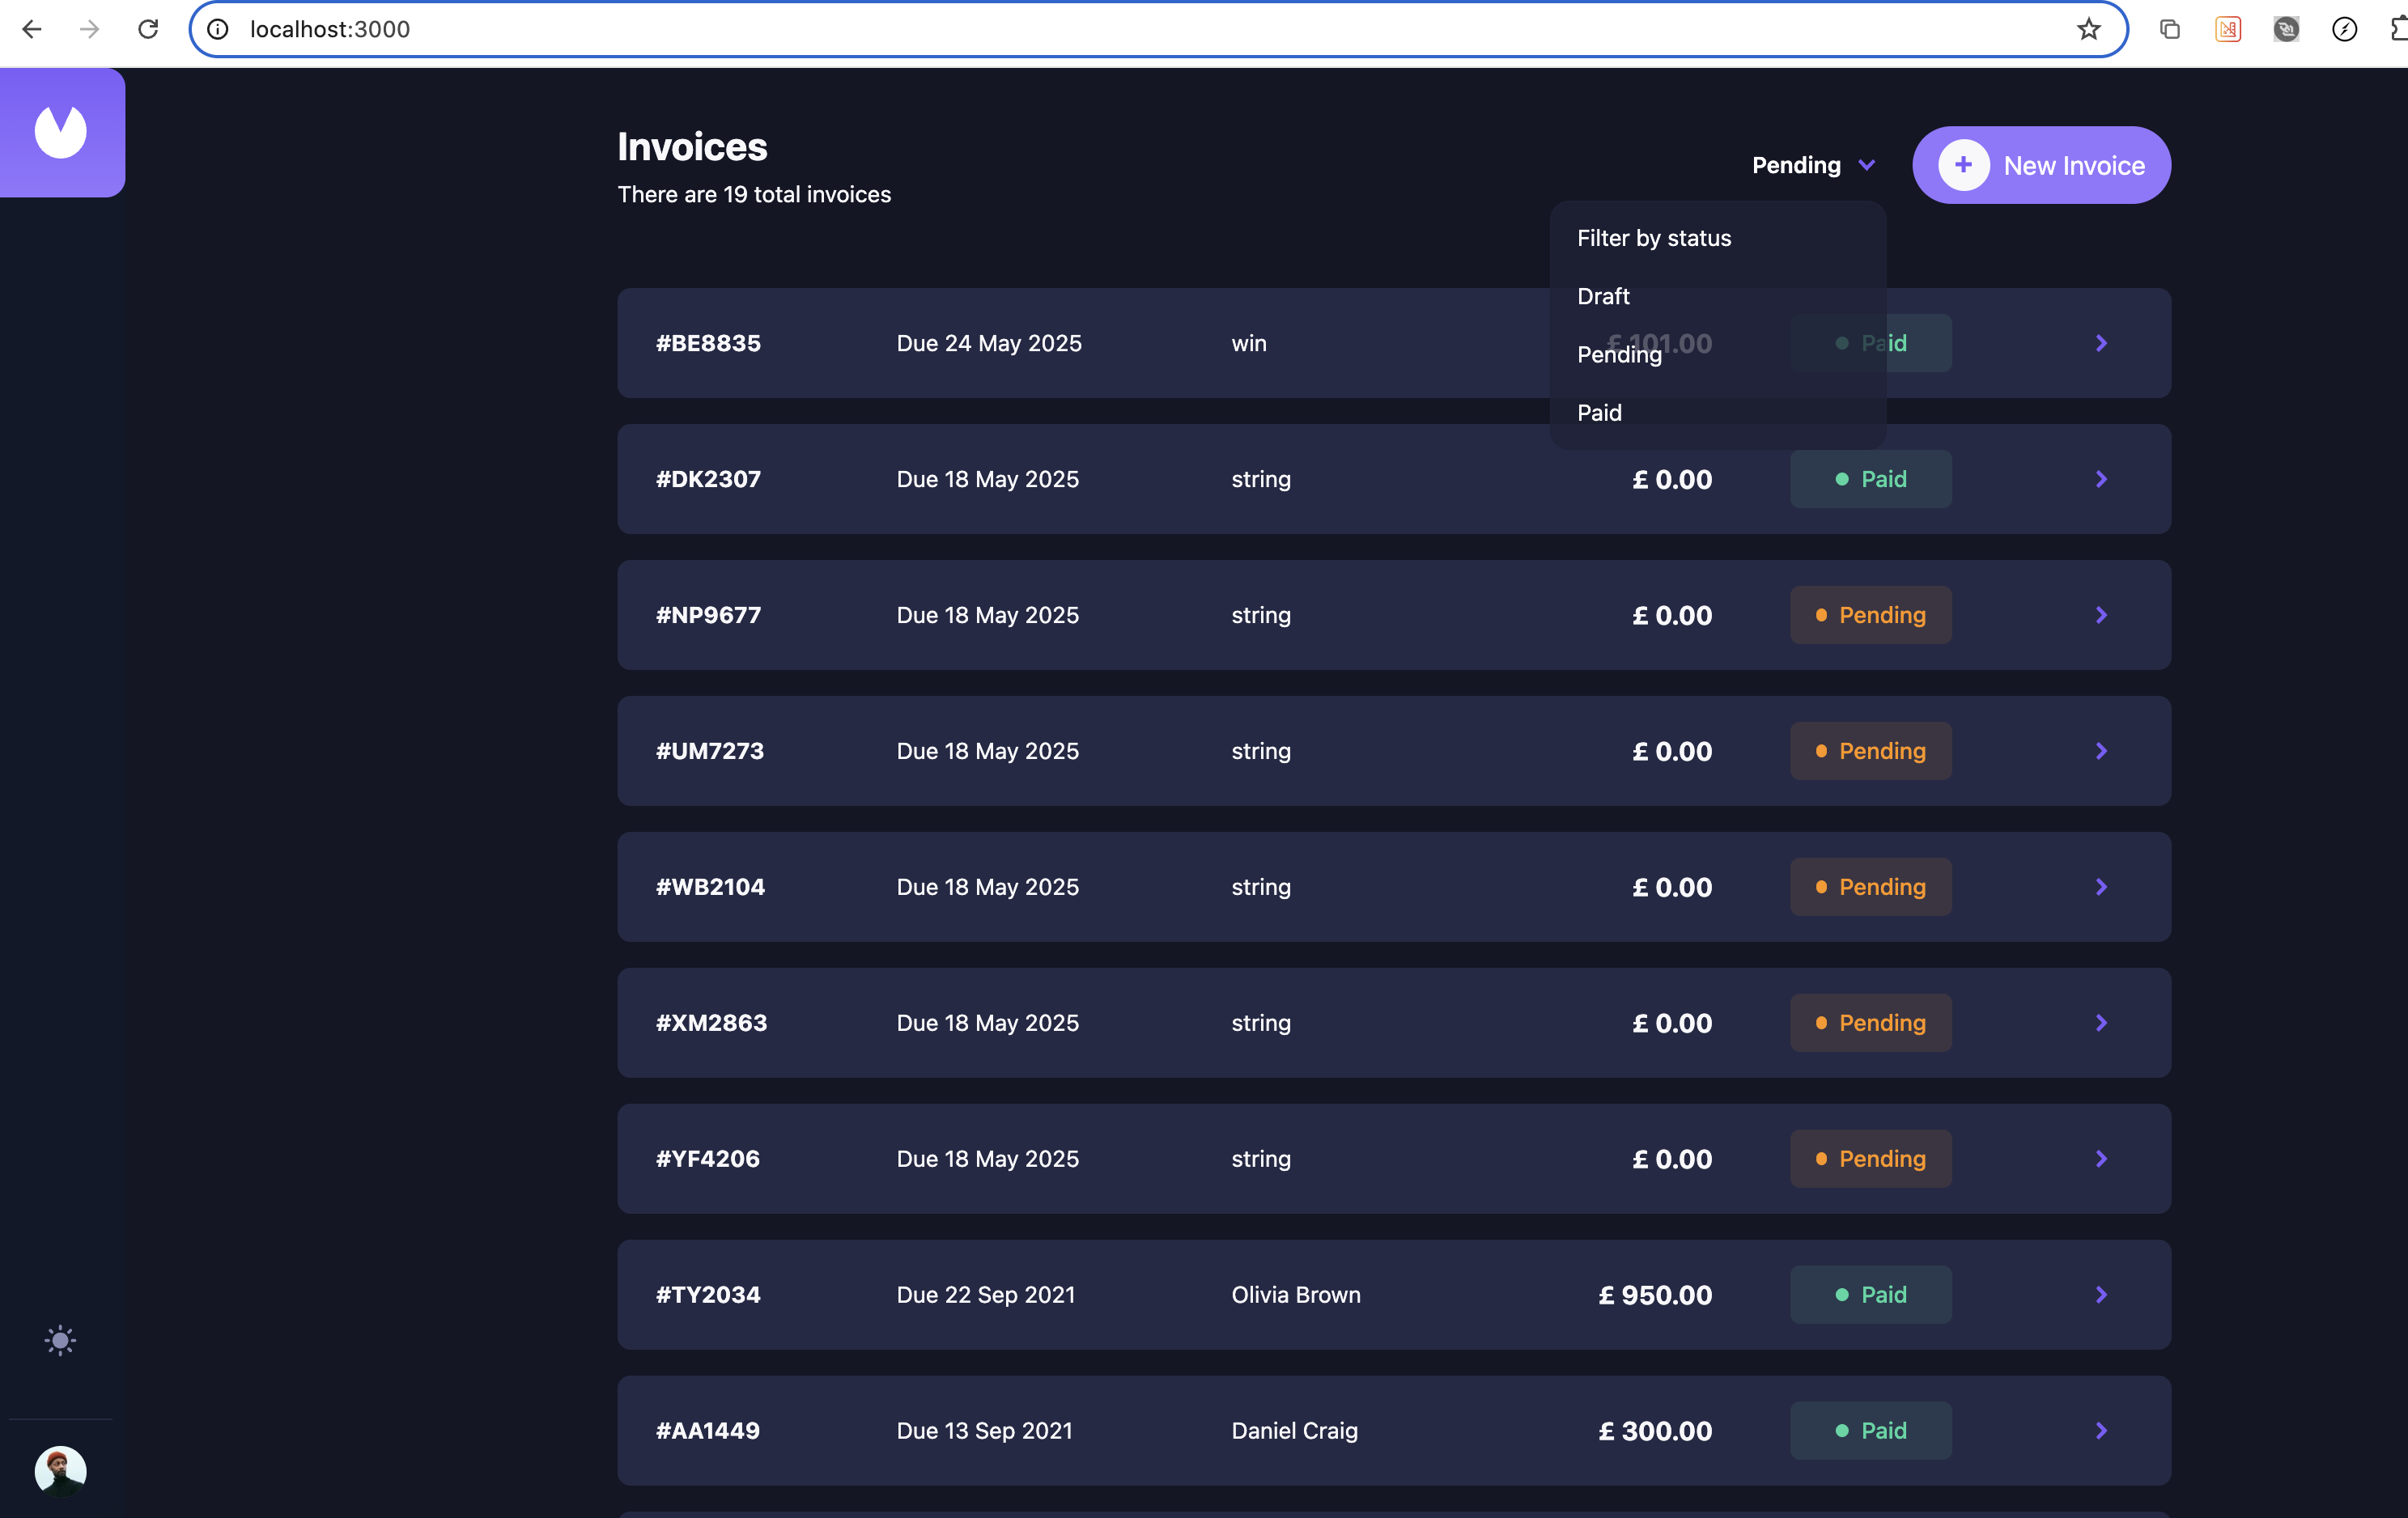 localhost:3000
Invoices
There are 19 total invoices
Pending
New Invoice
Filter by status
Draft
Pending
Paid
#BE8835 Due 24 May 2025 win £ 101.00 Paid
#DK2307 Due 18 May 2025 string £ 0.00 Paid
#NP9677 Due 18 May 2025 string £ 0.00 Pending
#UM7273 Due 18 May 2025 string £ 0.00 Pending
#WB2104 Due 18 May 2025 string £ 0.00 Pending
#XM2863 Due 18 May 2025 string £ 0.00 Pending
#YF4206 Due 18 May 2025 string £ 0.00 Pending
#TY2034 Due 22 Sep 2021 Olivia Brown £ 950.00 Paid
#AA1449 Due 13 Sep 2021 Daniel Craig £ 300.00 Paid